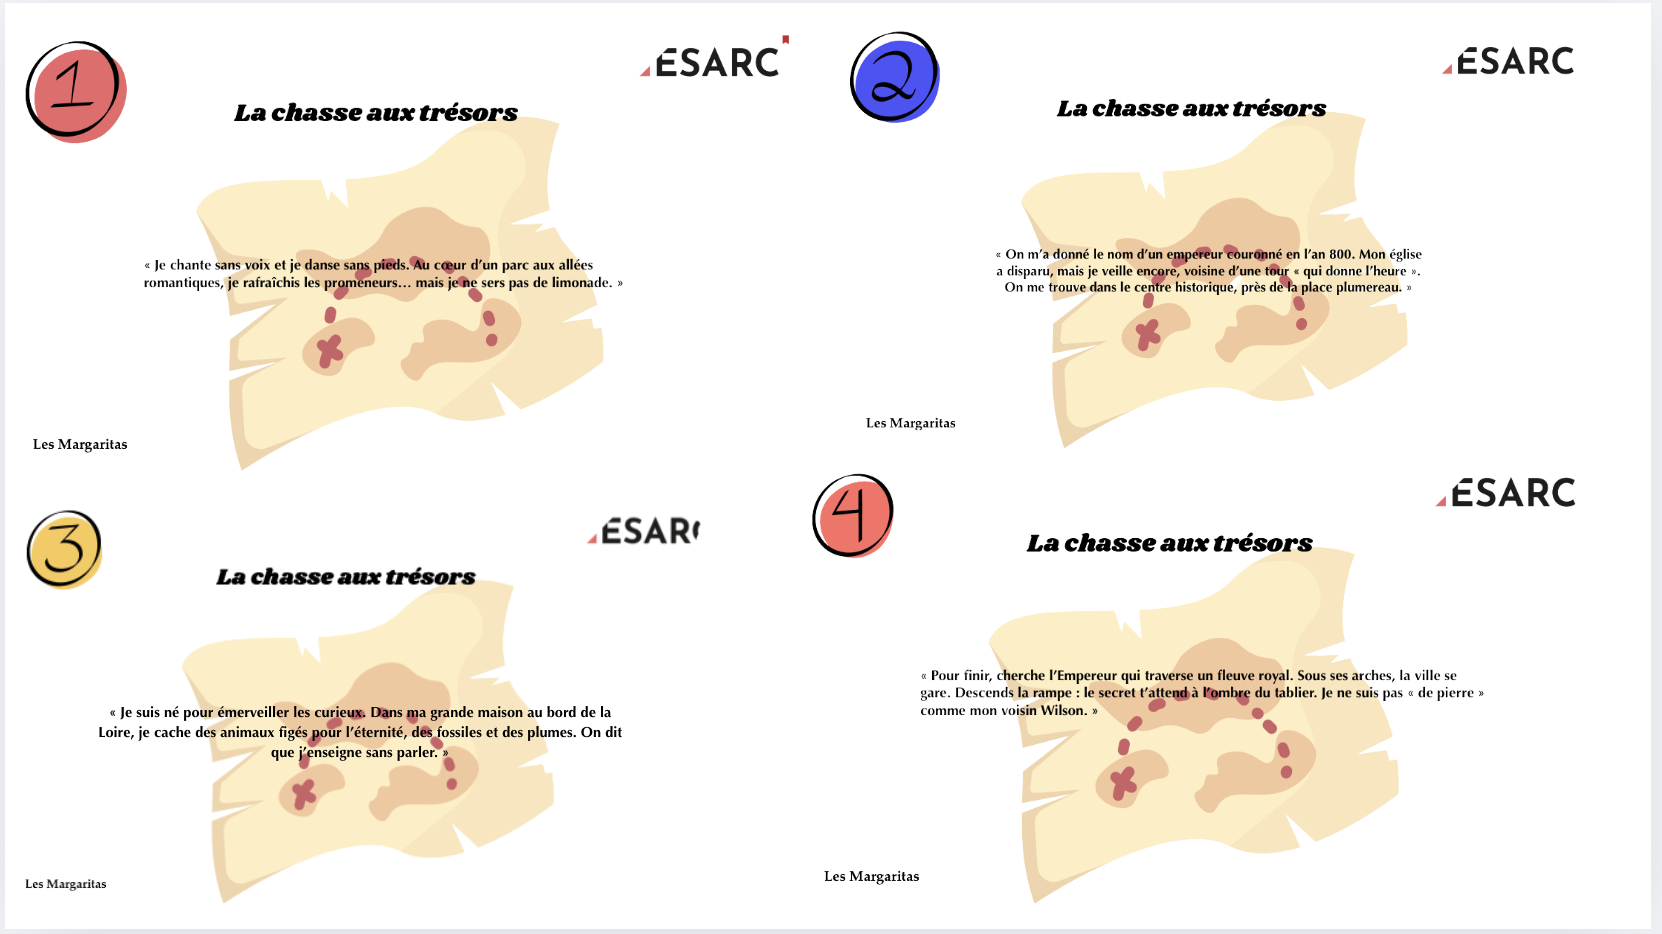 1
ESARC
La chasse aux trésors
« Je chante sans voix et je danse sans pieds. Au cœur d’un parc aux allées
romantiques, je rafraîchis les promeneurs… mais je ne sers pas de limonade. »
Les Margaritas
2
ESARC
La chasse aux trésors
« On m’a donné le nom d’un empereur couronné en l’an 800. Mon église
a disparu, mais je veille encore, voisine d’une tour « qui donne l’heure ».
On me trouve dans le centre historique, près de la place plumereau. »
Les Margaritas
3
ESARC
La chasse aux trésors
« Je suis né pour émerveiller les curieux. Dans ma grande maison au bord de la
Loire, je cache des animaux figés pour l’éternité, des fossiles et des plumes. On dit
que j’enseigne sans parler. »
Les Margaritas
4
ESARC
La chasse aux trésors
« Pour finir, cherche l’Empereur qui traverse un fleuve royal. Sous ses arches, la ville se
gare. Descends la rampe : le secret t’attend à l’ombre du tablier. Je ne suis pas « de pierre »
comme mon voisin Wilson. »
Les Margaritas